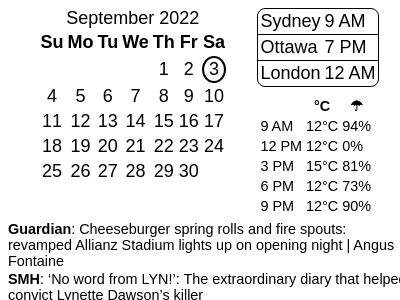 September 2022
Su Mo Tu We Th Fr Sa
1 2 3
4 5 6 7 8 9 10
11 12 13 14 15 16 17
18 19 20 21 22 23 24
25 26 27 28 29 30
Sydney 9 AM
Ottawa 7 PM
London 12 AM
°C ☂
9 AM 12°C 94%
12 PM 12°C 0%
3 PM 15°C 81%
6 PM 12°C 73%
9 PM 12°C 90%
Guardian: Cheeseburger spring rolls and fire spouts:
revamped Allianz Stadium lights up on opening night | Angus
Fontaine
SMH: ‘No word from LYN!’: The extraordinary diary that helpe
convict Lynette Dawson’s killer